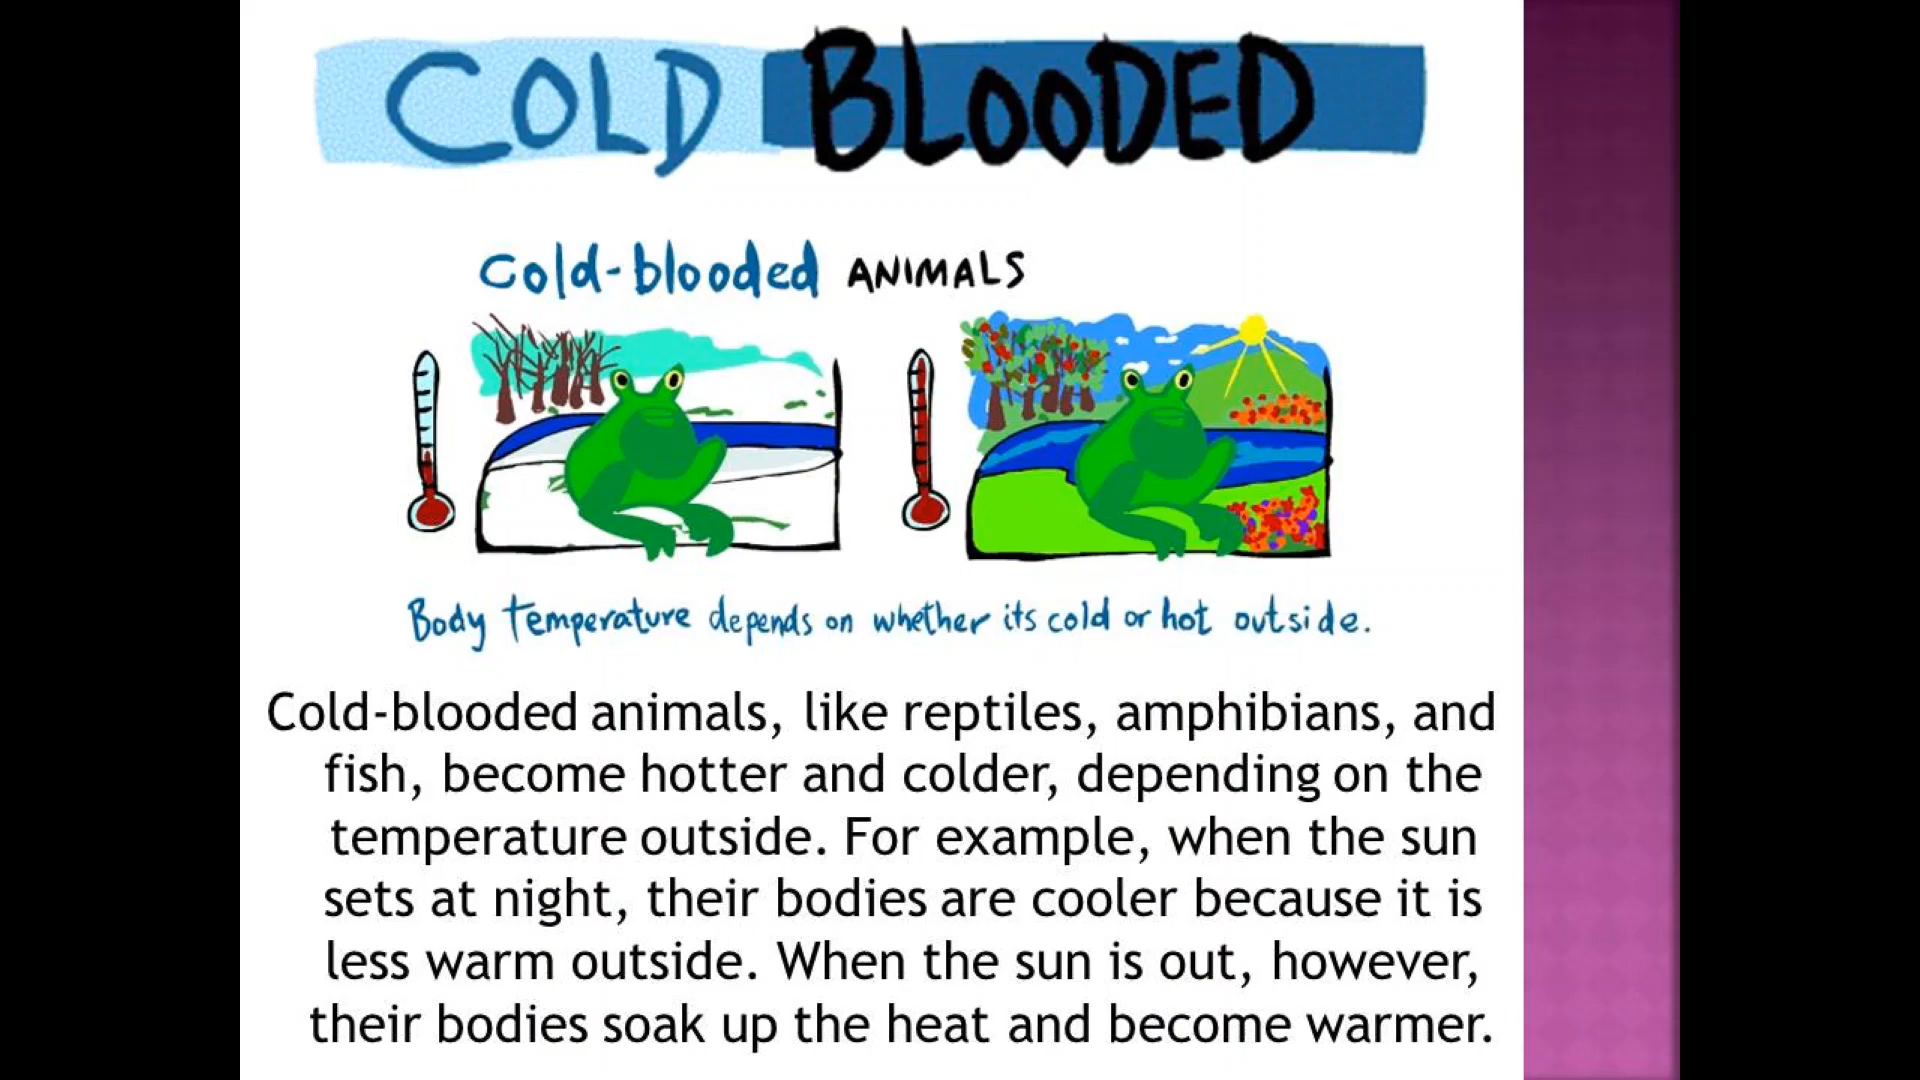 COLD BLOODED
Cold-blooded ANIMALS
Body Temperature depends on whether its cold or hot outside.
Cold-blooded animals, like reptiles, amphibians, and
fish, become hotter and colder, depending on the
temperature outside. For example, when the sun
sets at night, their bodies are cooler because it is
less warm outside. When the sun is out, however,
their bodies soak up the heat and become warmer.